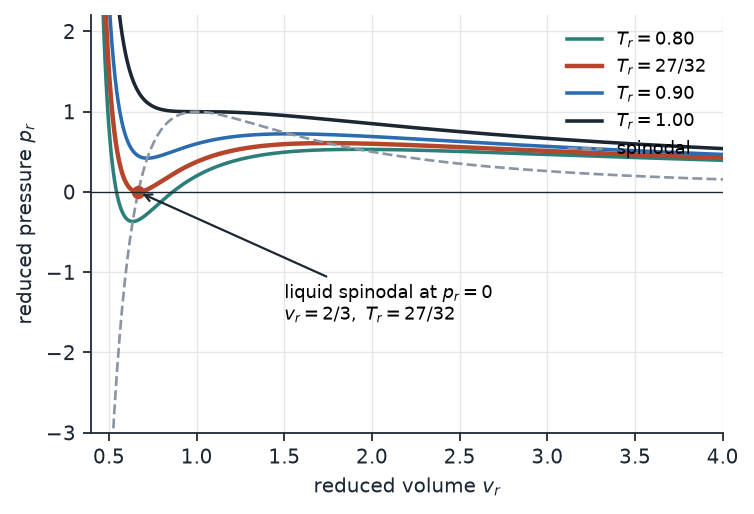 T_r = 0.80
T_r = 27/32
T_r = 0.90
T_r = 1.00
spinodal
liquid spinodal at p_r = 0
v_r = 2/3, T_r = 27/32
reduced pressure p_r
2
1
0
−1
−2
−3
0.5 1.0 1.5 2.0 2.5 3.0 3.5 4.0
reduced volume v_r